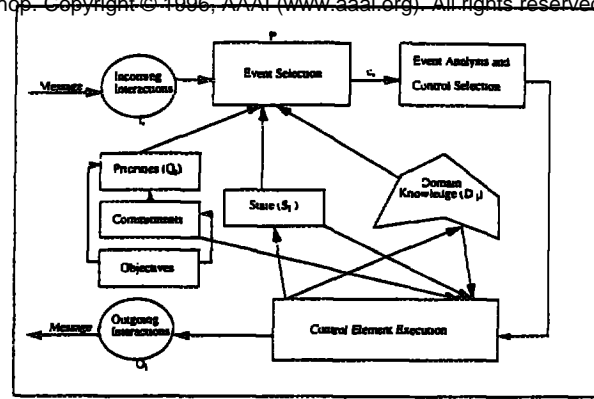 hop. Copyright © 1996, AAAI (www.aaai.org). All rights reserved
Message
Incoming
Interactions
Event Selection
Event Analysis and
Control Selection
Priorities
Commitments
Objectives
State (S
Domain
Knowledge (D
Message
Outgoing
Interactions
Control Element Execution